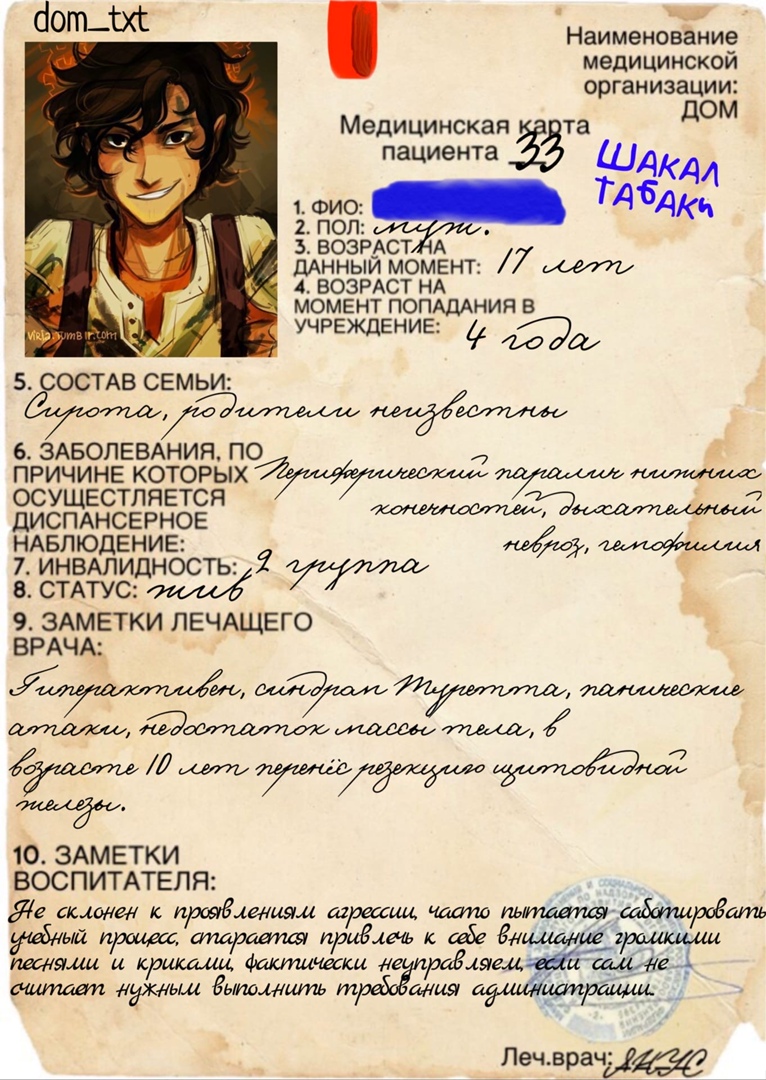 dom_txt
Наименование
медицинской
организации:
ДОМ
Медицинская карта
пациента 33
ШАКАЛ
ТАБАКИ
1. ФИО:
2. ПОЛ: муж.
3. ВОЗРАСТ НА
ДАННЫЙ МОМЕНТ: 17 лет
4. ВОЗРАСТ НА
МОМЕНТ ПОПАДАНИЯ В
УЧРЕЖДЕНИЕ: 4 года
viria.tumblr.com
5. СОСТАВ СЕМЬИ:
Сирота, родители неизвестны
6. ЗАБОЛЕВАНИЯ, ПО
ПРИЧИНЕ КОТОРЫХ Периферический паралич нижних
ОСУЩЕСТЛЯЕТСЯ конечностей, дыхательный
ДИСПАНСЕРНОЕ
НАБЛЮДЕНИЕ: невроз, гемофилия
7. ИНВАЛИДНОСТЬ: 2 группа
8. СТАТУС: жив
9. ЗАМЕТКИ ЛЕЧАЩЕГО
ВРАЧА:
Гиперактивен, синдром Туретта, панические
атаки, недостаток массы тела, в
возрасте 10 лет перенёс резекцию щитовидной
железы.
10. ЗАМЕТКИ
ВОСПИТАТЕЛЯ:
Не склонен к проявлениям агрессии, часто пытается саботировать
учебный процесс, старается привлечь к себе внимание громкими
песнями и криками, фактически неуправляем, если сам не
считает нужным выполнить требования администрации.
Леч.врач: ЯНУС